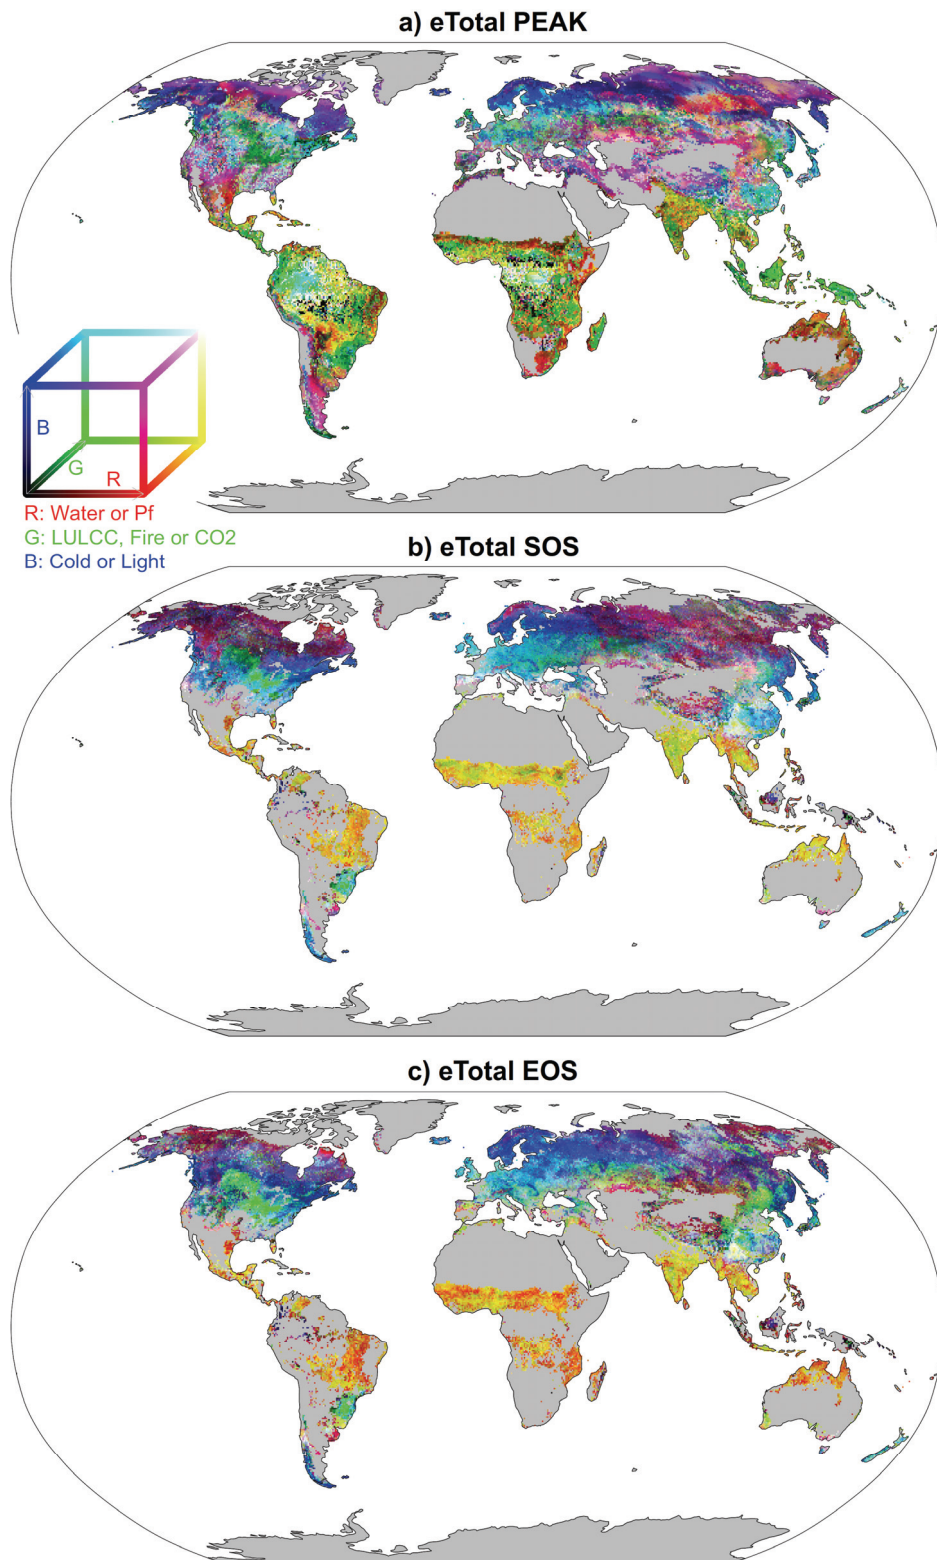 a) eTotal PEAK
B
G
R
R: Water or Pf
G: LULCC, Fire or CO2
B: Cold or Light
b) eTotal SOS
c) eTotal EOS